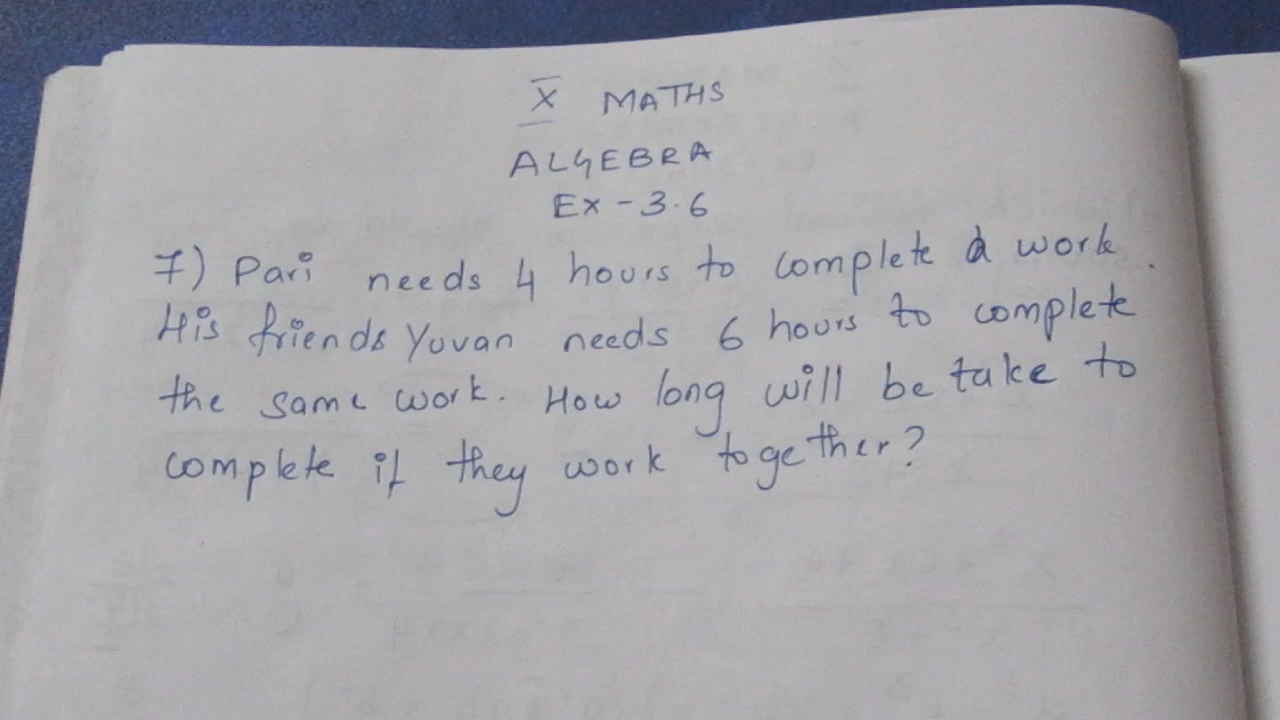 X MATHS
ALGEBRA
Ex - 3.6
7) Pari needs 4 hours to complete a work.
His friends Yuvan needs 6 hours to complete
the same work. How long will be take to
complete if they work together?